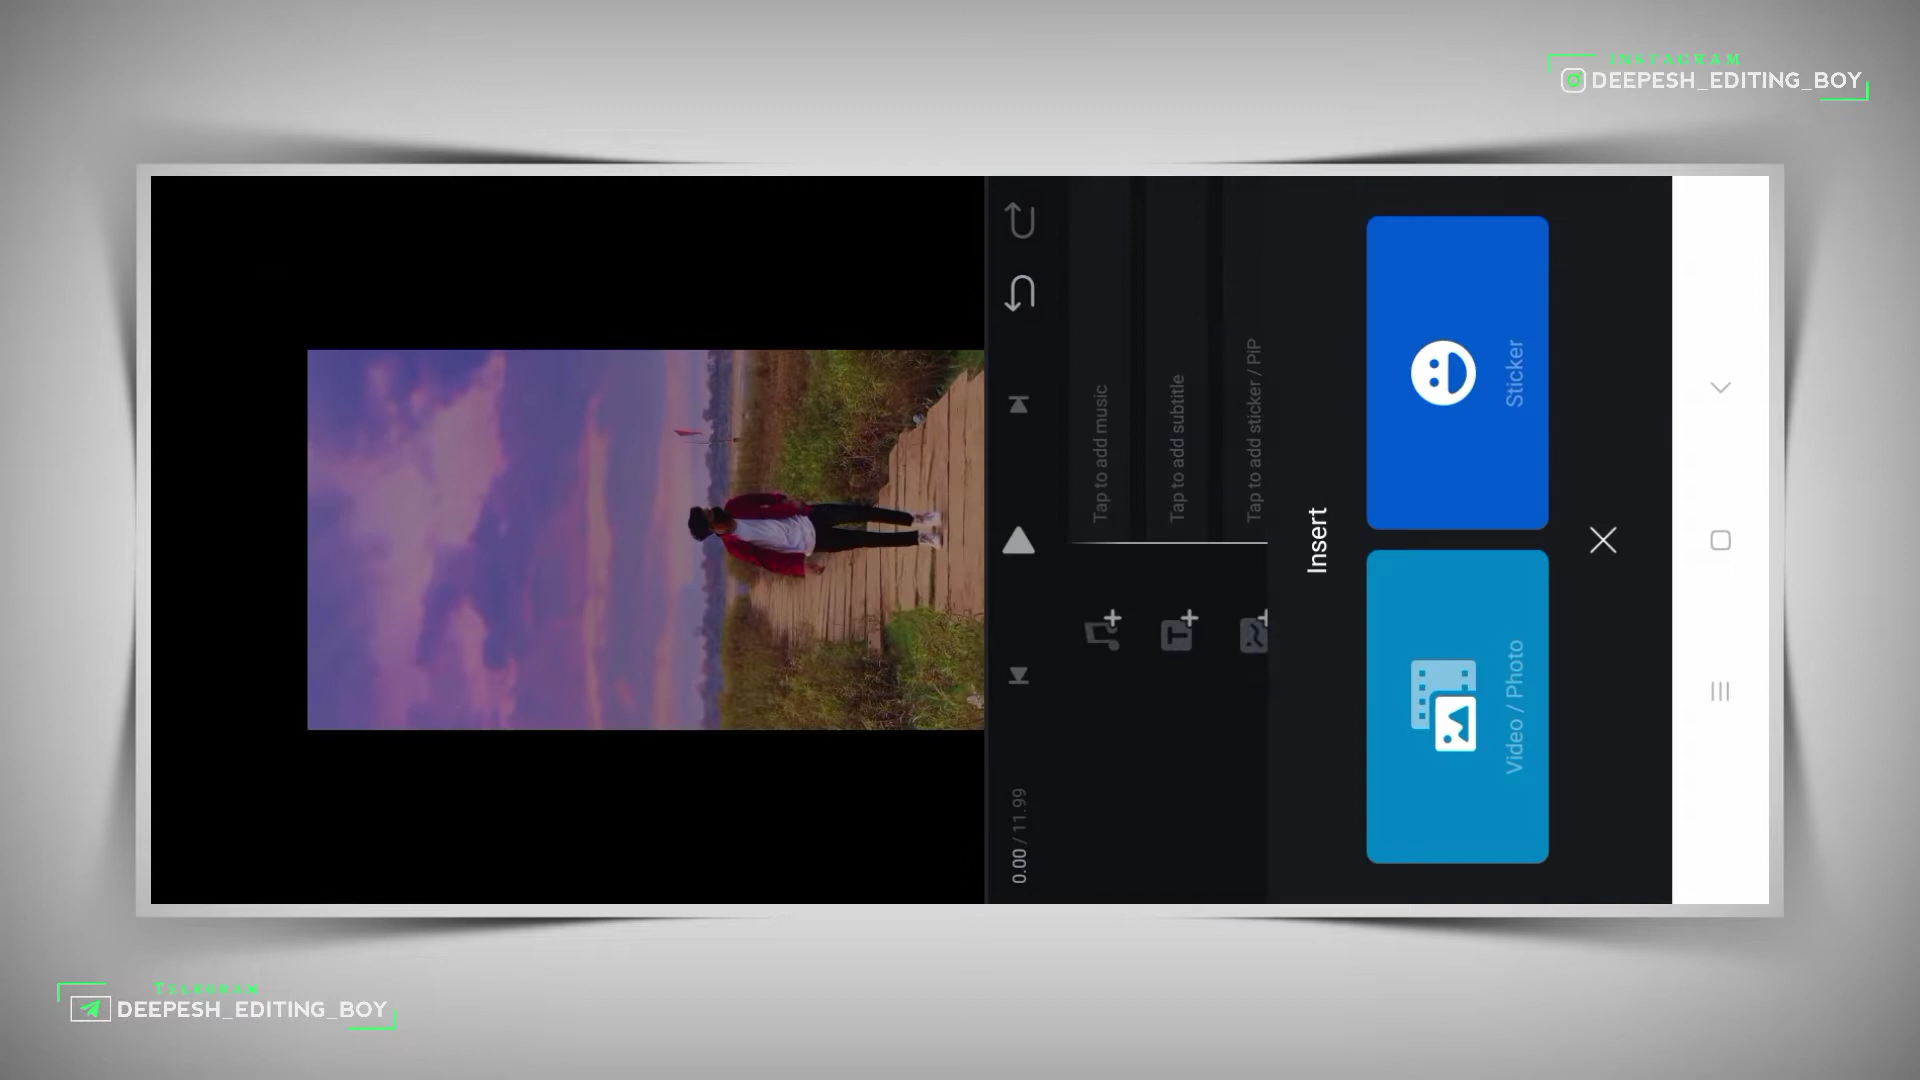 INSTAGRAM
DEEPESH_EDITING_BOY
Tap to add music
Tap to add subtitle
Tap to add sticker / PiP
0.00 / 11.99
Insert
Sticker
Video / Photo
TELEGRAM
DEEPESH_EDITING_BOY